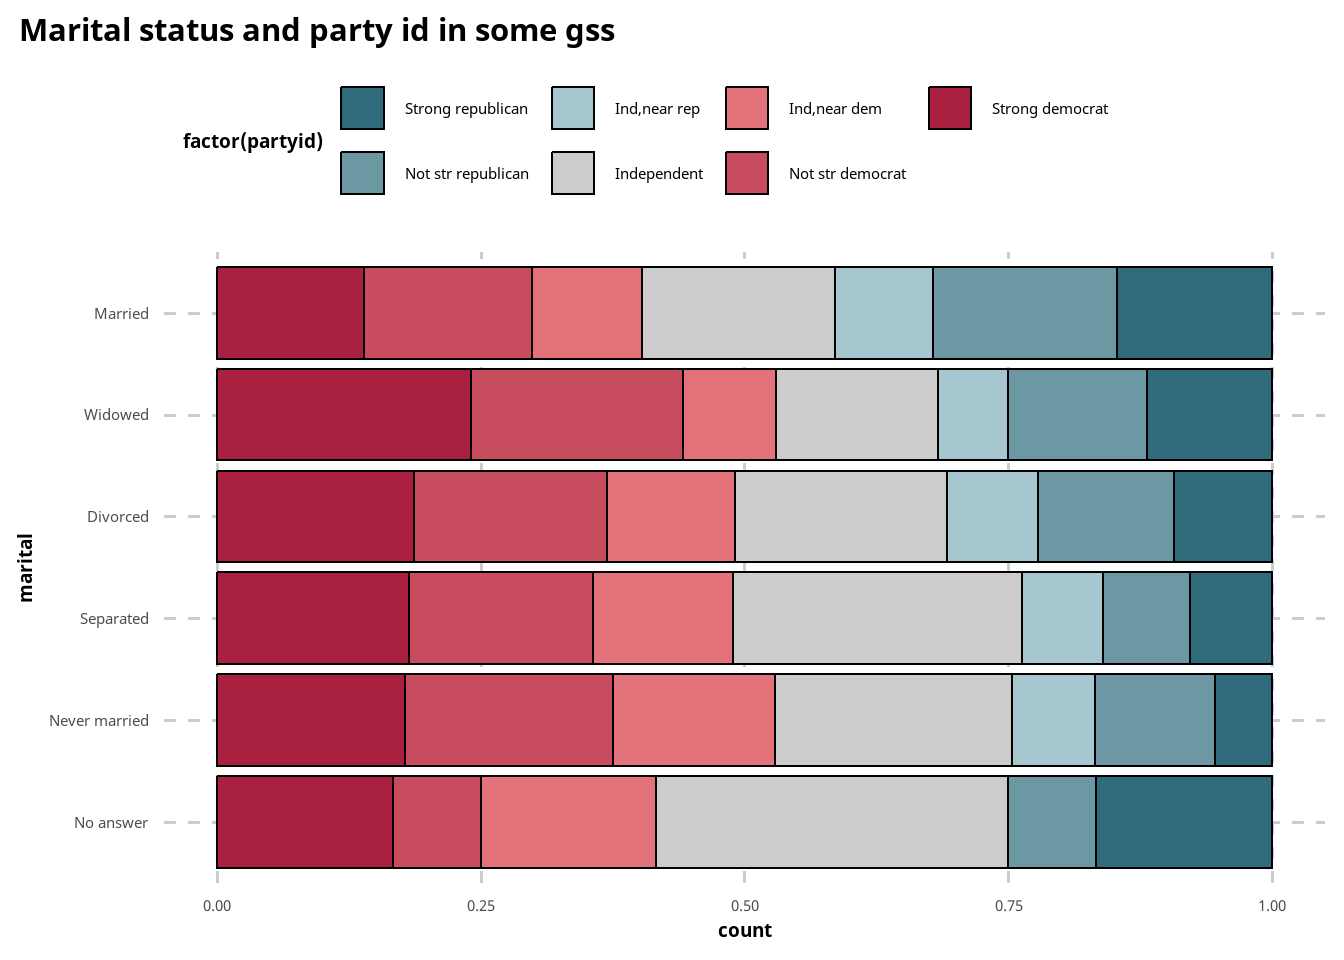 Marital status and party id in some gss
factor(partyid)
Strong republican
Not str republican
Ind,near rep
Independent
Ind,near dem
Not str democrat
Strong democrat
marital
Married
Widowed
Divorced
Separated
Never married
No answer
0.00 0.25 0.50 0.75 1.00
count